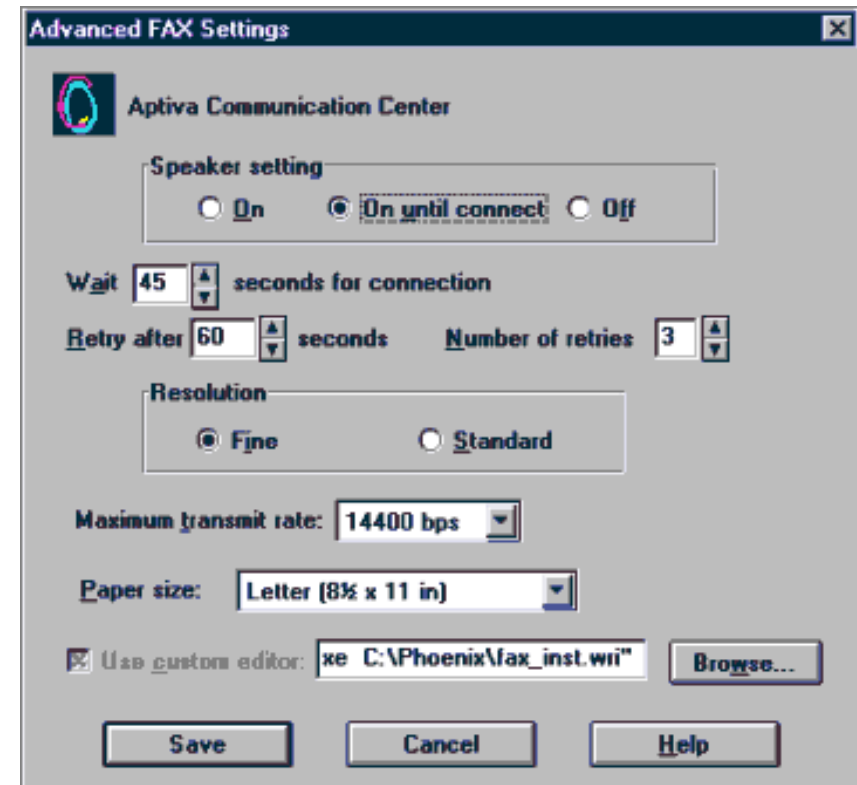 Advanced FAX Settings
Aptiva Communication Center
Speaker setting
On On until connect Off
Wait 45 seconds for connection
Retry after 60 seconds Number of retries 3
Resolution
Fine Standard
Maximum transmit rate: 14400 bps
Paper size: Letter (8½ x 11 in)
Use custom editor: xe C:\Phoenix\fax_inst.wri" Browse...
Save Cancel Help